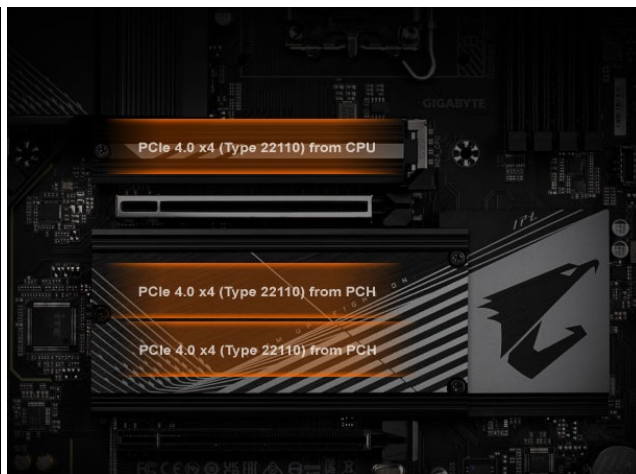 GIGABYTE
PCIe 4.0 x4 (Type 22110) from CPU
PCIe 4.0 x4 (Type 22110) from PCH
PCIe 4.0 x4 (Type 22110) from PCH